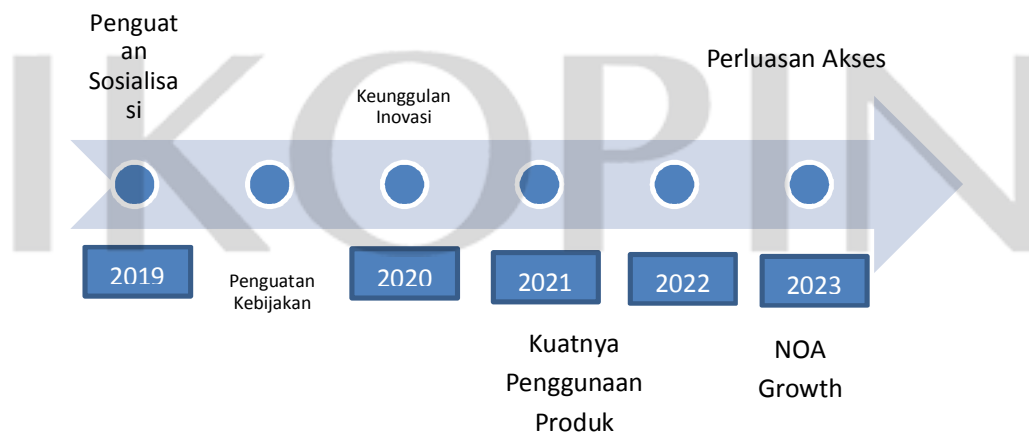 Penguat
an
Sosialisa
si
Keunggulan
Inovasi
Perluasan Akses
IKOPIN
2019
Penguatan
Kebijakan
2020
2021
2022
2023
Kuatnya
Penggunaan
Produk
NOA
Growth